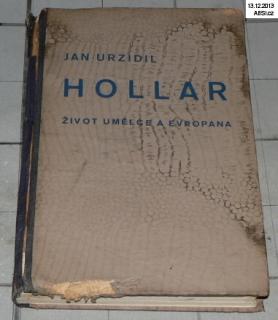 13.12.2013
ABSI.cz
JAN URZIDIL
HOLLAR
ŽIVOT UMĚLCE A EVROPANA